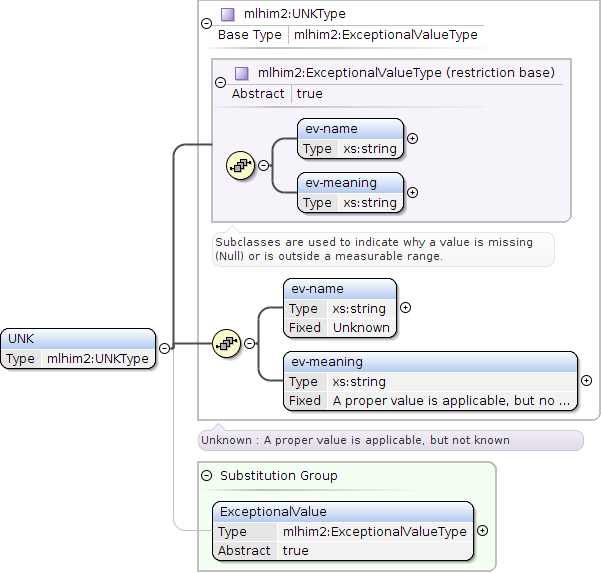 mlhim2:UNKType
Base Type mlhim2:ExceptionalValueType
mlhim2:ExceptionalValueType (restriction base)
Abstract true
ev-name
Type xs:string
ev-meaning
Type xs:string
Subclasses are used to indicate why a value is missing
(Null) or is outside a measurable range.
ev-name
Type xs:string
Fixed Unknown
UNK
Type mlhim2:UNKType
ev-meaning
Type xs:string
Fixed A proper value is applicable, but no ...
Unknown : A proper value is applicable, but not known
Substitution Group
ExceptionalValue
Type mlhim2:ExceptionalValueType
Abstract true